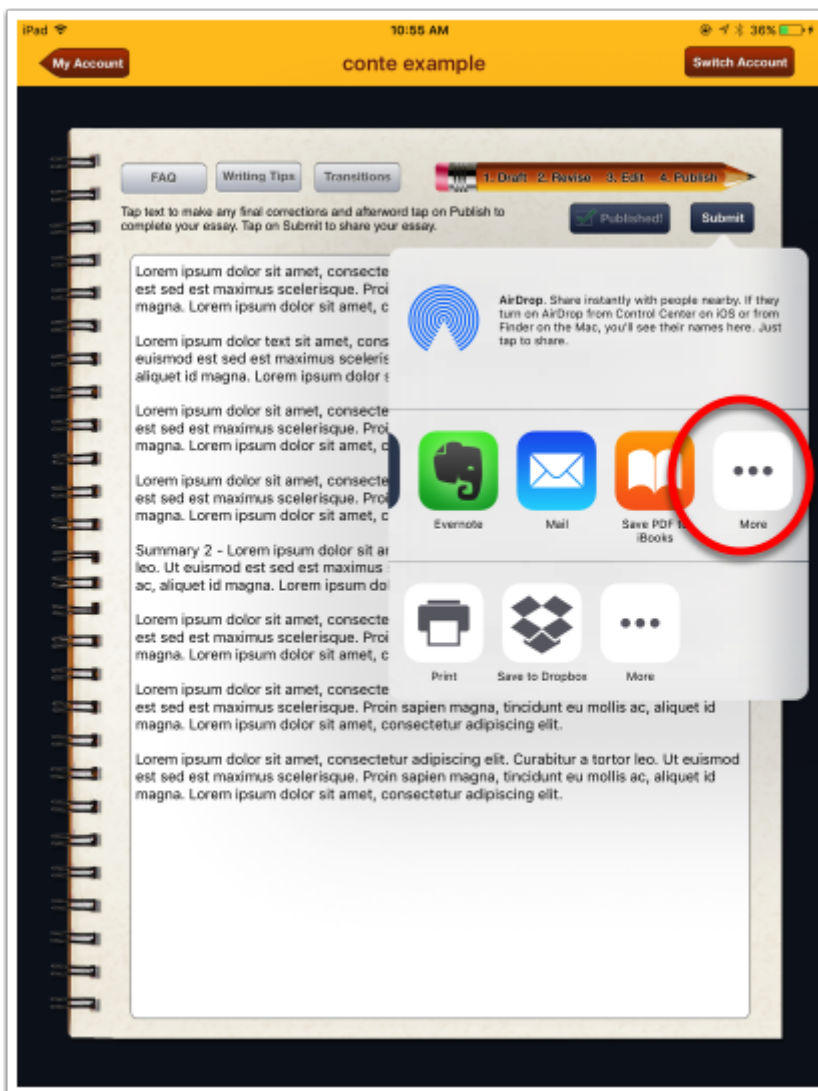 iPad
10:55 AM
36%
My Account
conte example
Switch Account
FAQ
Writing Tips
Transitions
1. Draft 2. Revise 3. Edit 4. Publish
Tap text to make any final corrections and afterword tap on Publish to
complete your essay. Tap on Submit to share your essay.
Published!
Submit
Lorem ipsum dolor sit amet, consecte
est sed est maximus scelerisque. Proi
magna. Lorem ipsum dolor sit amet, c
Lorem ipsum dolor text sit amet, cons
euismod est sed est maximus sceleris
aliquet id magna. Lorem ipsum dolor s
Lorem ipsum dolor sit amet, consecte
est sed est maximus scelerisque. Proi
magna. Lorem ipsum dolor sit amet, c
Lorem ipsum dolor sit amet, consecte
est sed est maximus scelerisque. Proi
magna. Lorem ipsum dolor sit amet, c
Summary 2 - Lorem ipsum dolor sit ar
leo. Ut euismod est sed est maximus
ac, aliquet id magna. Lorem ipsum do
Lorem ipsum dolor sit amet, consecte
est sed est maximus scelerisque. Proi
magna. Lorem ipsum dolor sit amet, c
Lorem ipsum dolor sit amet, consecte
est sed est maximus scelerisque. Proin sapien magna, tincidunt eu mollis ac, aliquet id
magna. Lorem ipsum dolor sit amet, consectetur adipiscing elit.
Lorem ipsum dolor sit amet, consectetur adipiscing elit. Curabitur a tortor leo. Ut euismod
est sed est maximus scelerisque. Proin sapien magna, tincidunt eu mollis ac, aliquet id
magna. Lorem ipsum dolor sit amet, consectetur adipiscing elit.
AirDrop. Share instantly with people nearby. If they
turn on AirDrop from Control Center on iOS or from
Finder on the Mac, you'll see their names here. Just
tap to share.
Evernote
Mail
Save PDF to
iBooks
More
Print
Save to Dropbox
More